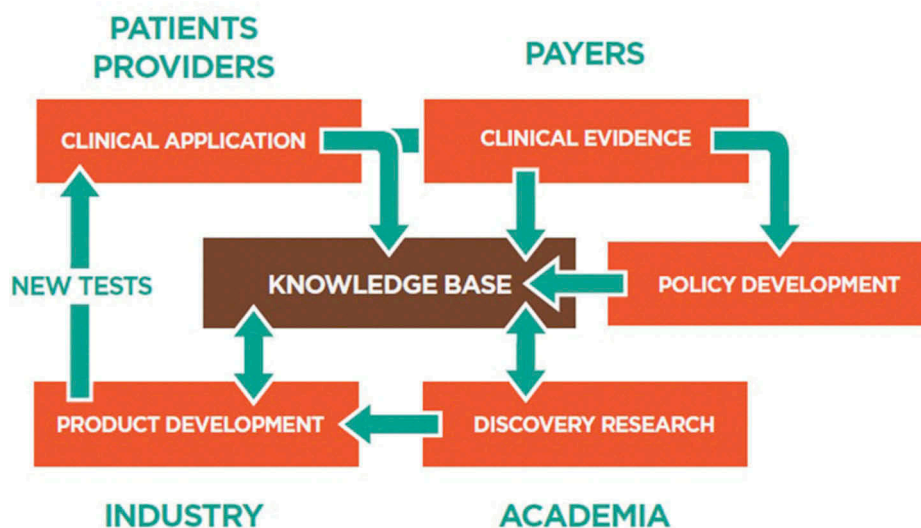 PATIENTS
PROVIDERS
PAYERS
CLINICAL APPLICATION
CLINICAL EVIDENCE
NEW TESTS
KNOWLEDGE BASE
POLICY DEVELOPMENT
PRODUCT DEVELOPMENT
DISCOVERY RESEARCH
INDUSTRY
ACADEMIA